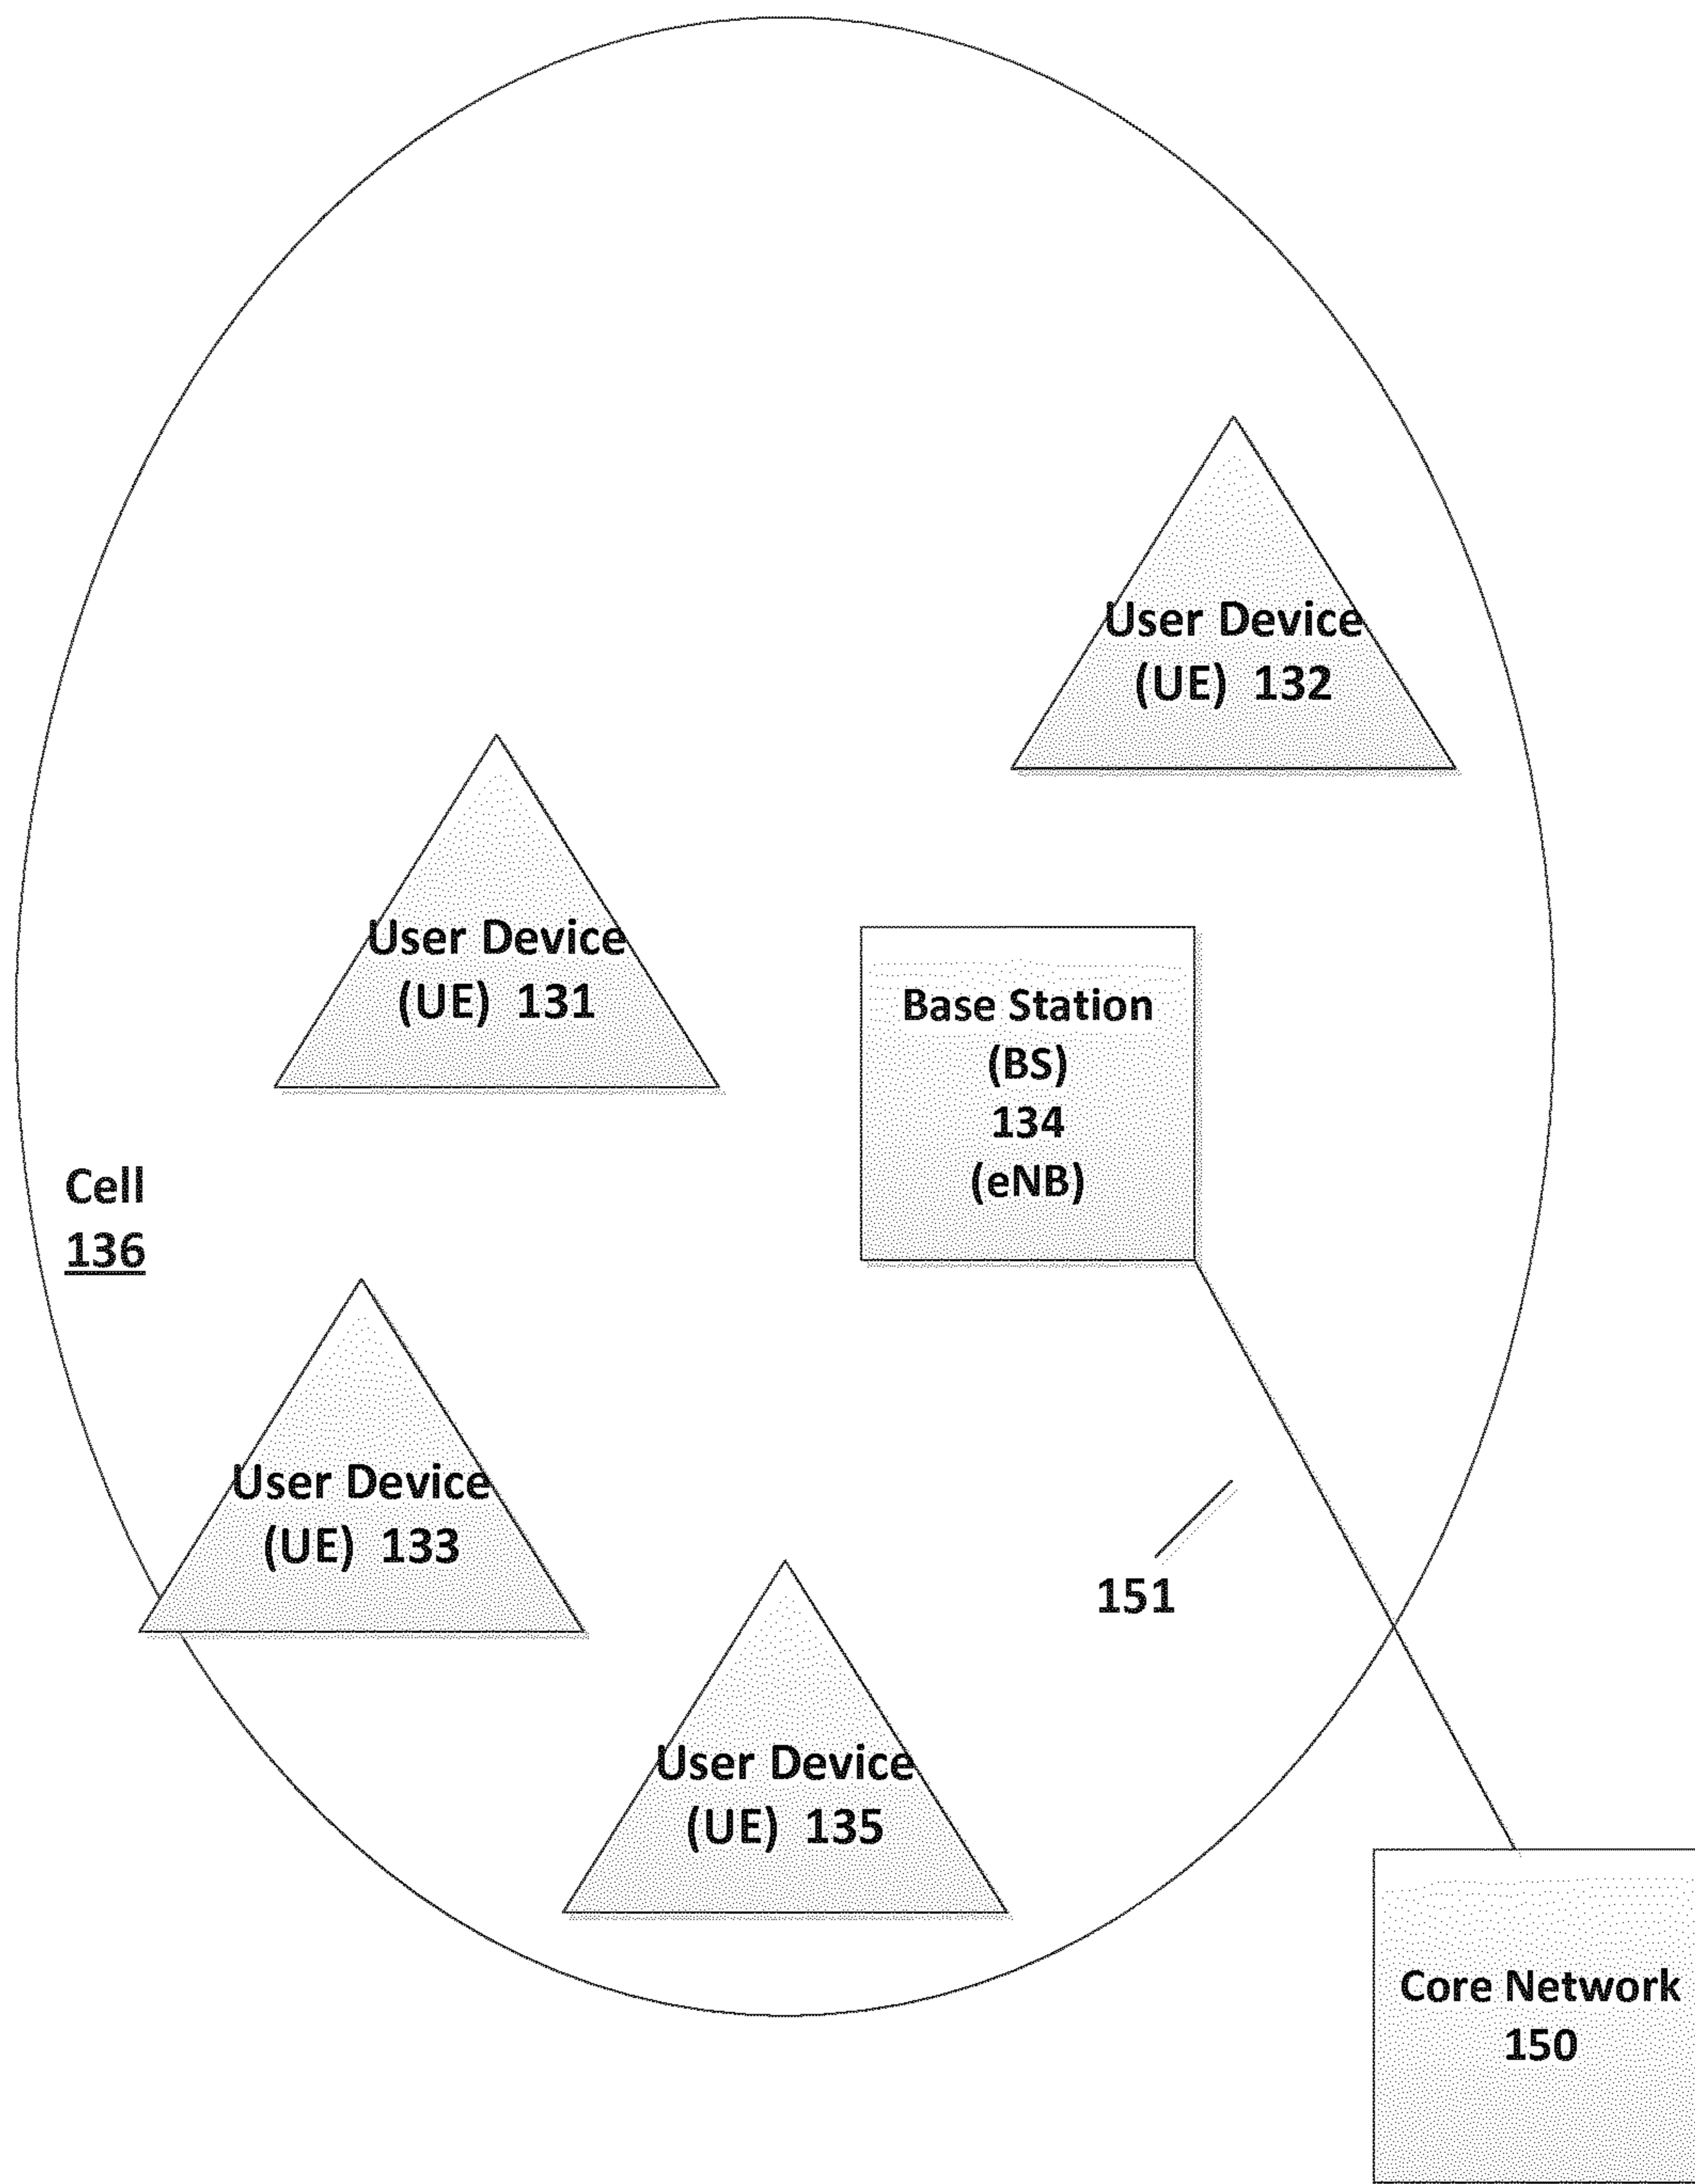 User Device
(UE) 132
User Device
(UE) 131
Base Station
(BS)
134
(eNB)
Cell
136
User Device
(UE) 133
151
User Device
(UE) 135
Core Network
150